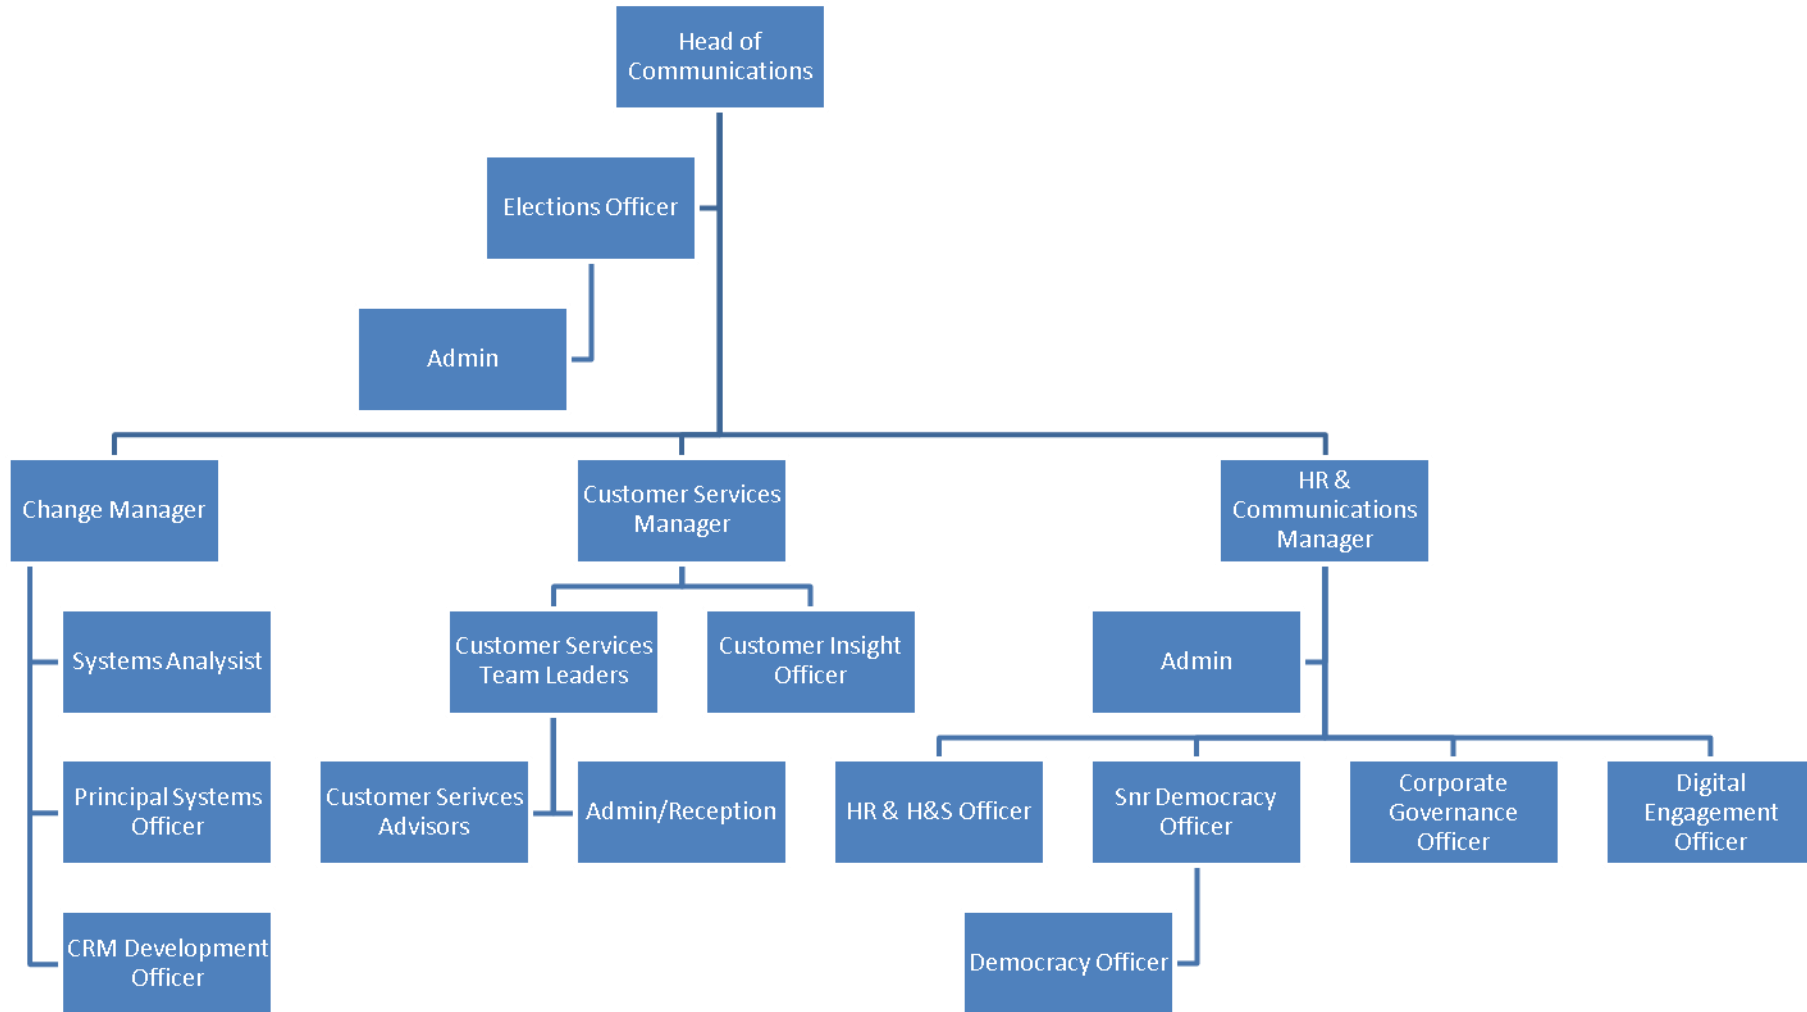 Head of
Communications
Elections Officer
Admin
Change Manager
Customer Services
Manager
HR &
Communications
Manager
Systems Analysist
Customer Services
Team Leaders
Customer Insight
Officer
Admin
Principal Systems
Officer
Customer Serivces
Advisors
Admin/Reception
HR & H&S Officer
Snr Democracy
Officer
Corporate
Governance
Officer
Digital
Engagement
Officer
CRM Development
Officer
Democracy Officer